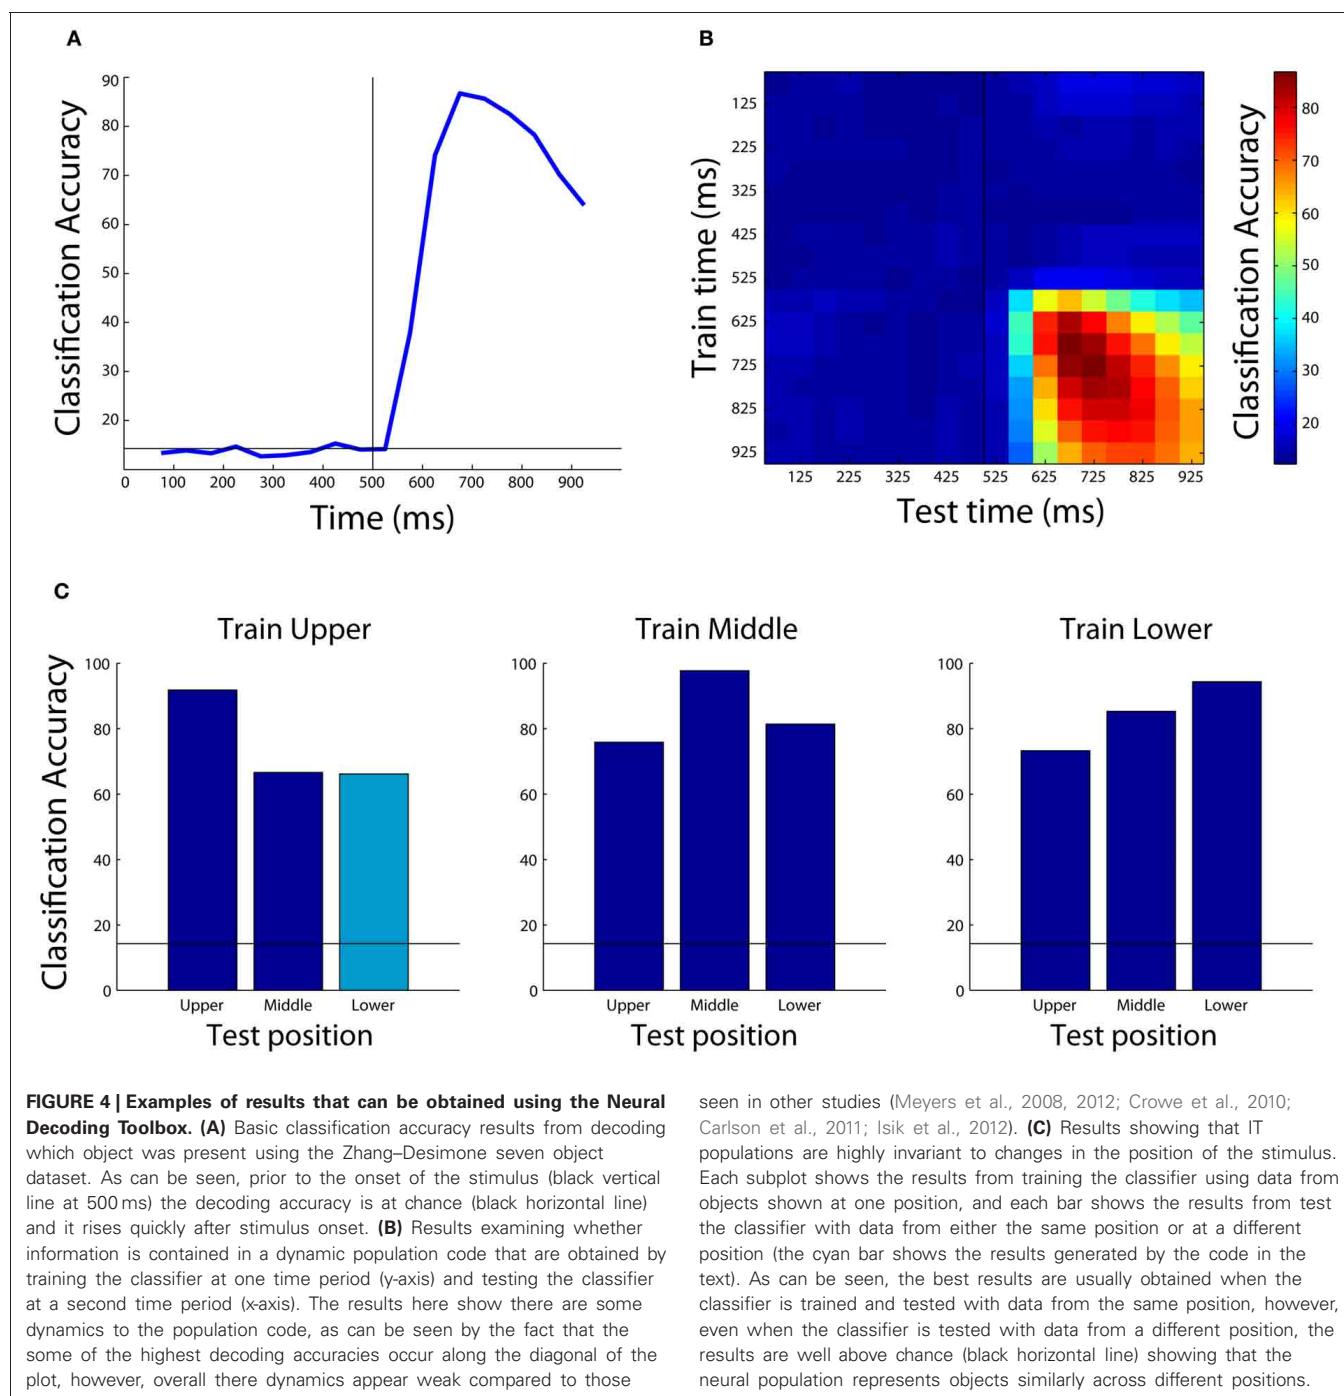 A
Classification Accuracy
90
80
70
60
50
40
30
20
0 100 200 300 400 500 600 700 800 900
Time (ms)
B
Train time (ms)
125
225
325
425
525
625
725
825
925
125 225 325 425 525 625 725 825 925
Test time (ms)
Classification Accuracy
80
70
60
50
40
30
20
C
Classification Accuracy
Train Upper
100
80
60
40
20
0
Upper Middle Lower
Test position
Train Middle
100
80
60
40
20
0
Upper Middle Lower
Test position
Train Lower
100
80
60
40
20
0
Upper Middle Lower
Test position
FIGURE 4 | Examples of results that can be obtained using the Neural
Decoding Toolbox. (A) Basic classification accuracy results from decoding
which object was present using the Zhang–Desimone seven object
dataset. As can be seen, prior to the onset of the stimulus (black vertical
line at 500 ms) the decoding accuracy is at chance (black horizontal line)
and it rises quickly after stimulus onset. (B) Results examining whether
information is contained in a dynamic population code that are obtained by
training the classifier at one time period (y-axis) and testing the classifier
at a second time period (x-axis). The results here show there are some
dynamics to the population code, as can be seen by the fact that the
some of the highest decoding accuracies occur along the diagonal of the
plot, however, overall there dynamics appear weak compared to those
seen in other studies (Meyers et al., 2008, 2012; Crowe et al., 2010;
Carlson et al., 2011; Isik et al., 2012). (C) Results showing that IT
populations are highly invariant to changes in the position of the stimulus.
Each subplot shows the results from training the classifier using data from
objects shown at one position, and each bar shows the results from test
the classifier with data from either the same position or at a different
position (the cyan bar shows the results generated by the code in the
text). As can be seen, the best results are usually obtained when the
classifier is trained and tested with data from the same position, however,
even when the classifier is tested with data from a different position, the
results are well above chance (black horizontal line) showing that the
neural population represents objects similarly across different positions.